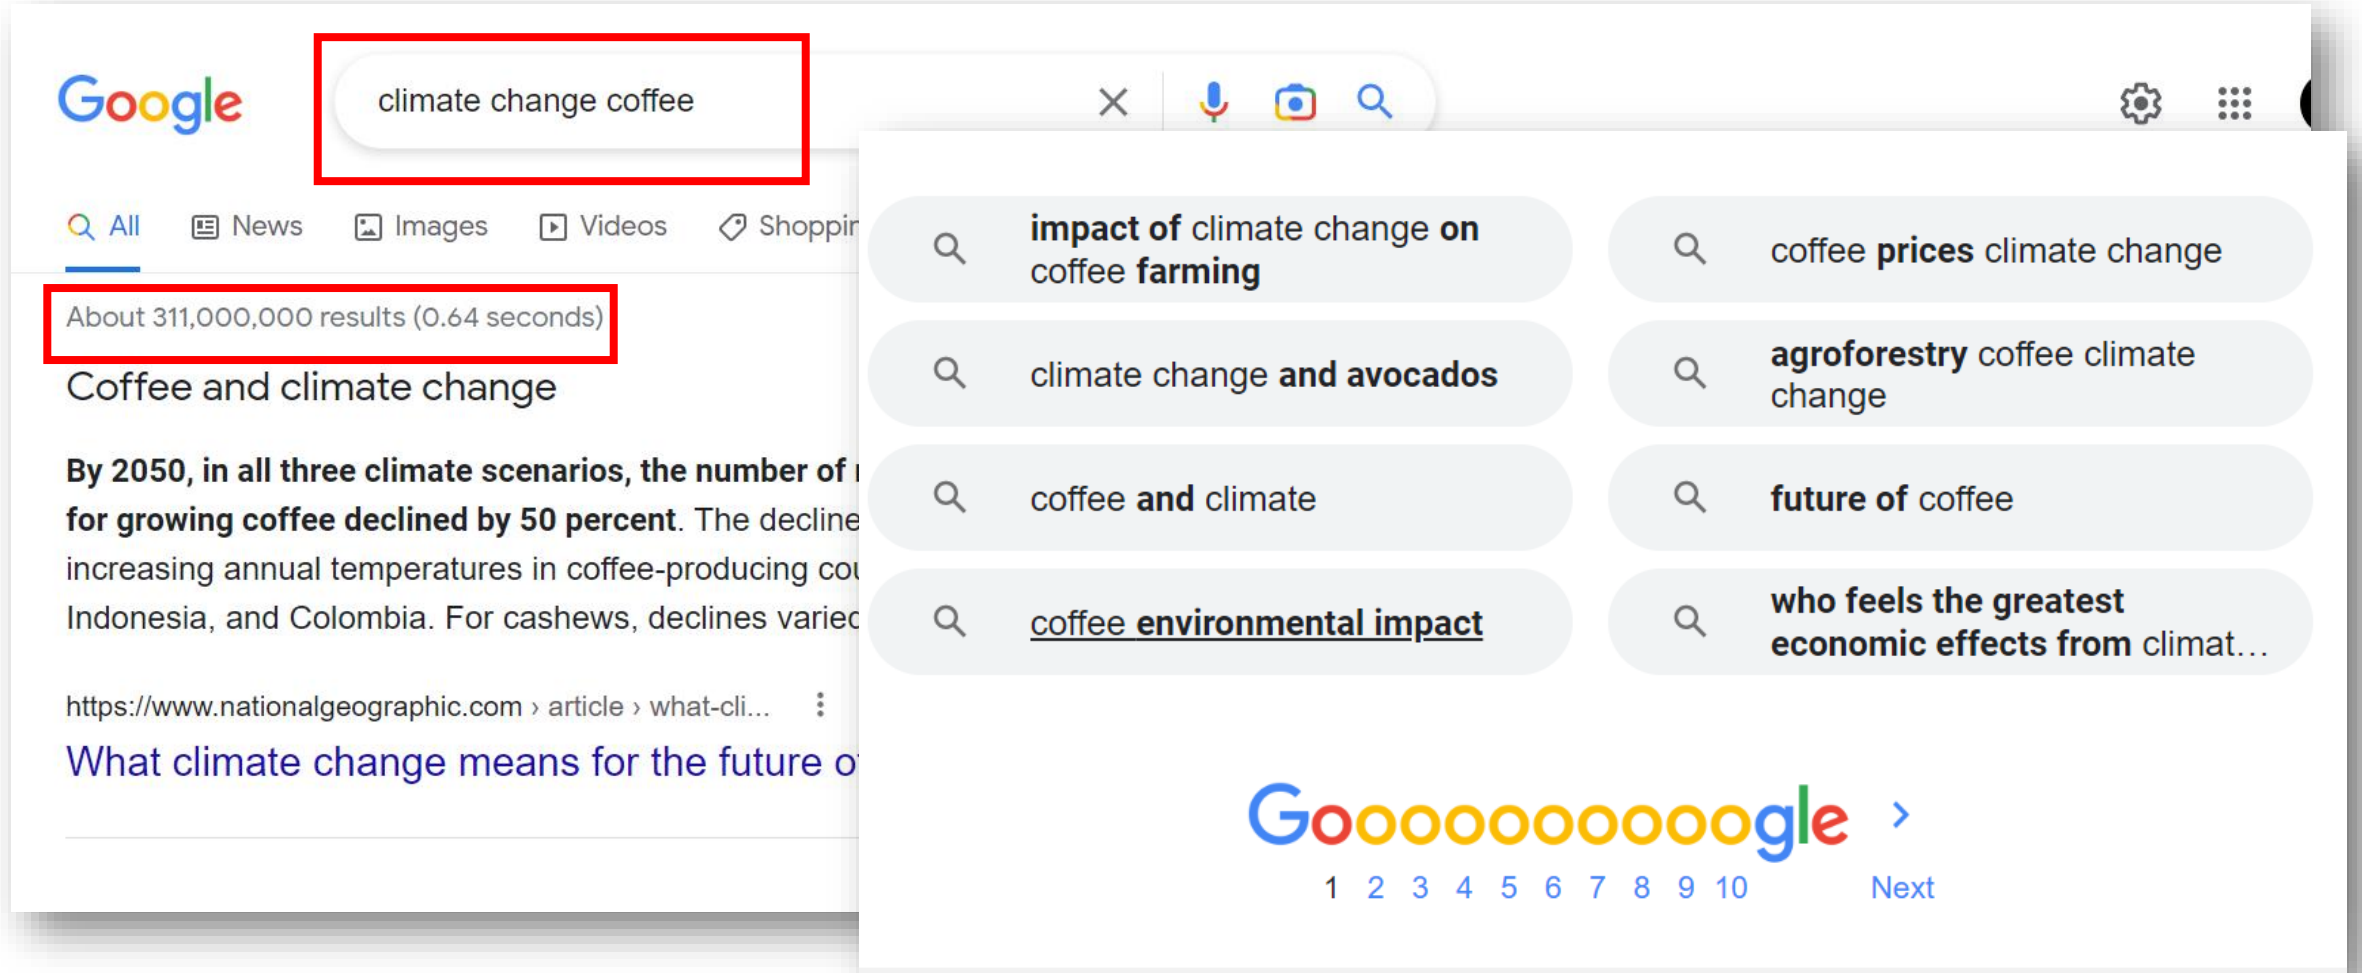 Google
climate change coffee
All News Images Videos Shoppin
About 311,000,000 results (0.64 seconds)
Coffee and climate change
By 2050, in all three climate scenarios, the number of
for growing coffee declined by 50 percent. The decline
increasing annual temperatures in coffee-producing
Indonesia, and Colombia. For cashews, declines varied
https://www.nationalgeographic.com › article › what-cli...
What climate change means for the future of
impact of climate change on
coffee farming
climate change and avocados
coffee and climate
coffee environmental impact
coffee prices climate change
agroforestry coffee climate
change
future of coffee
who feels the greatest
economic effects from climat...
Goooooooooogle
1 2 3 4 5 6 7 8 9 10 Next